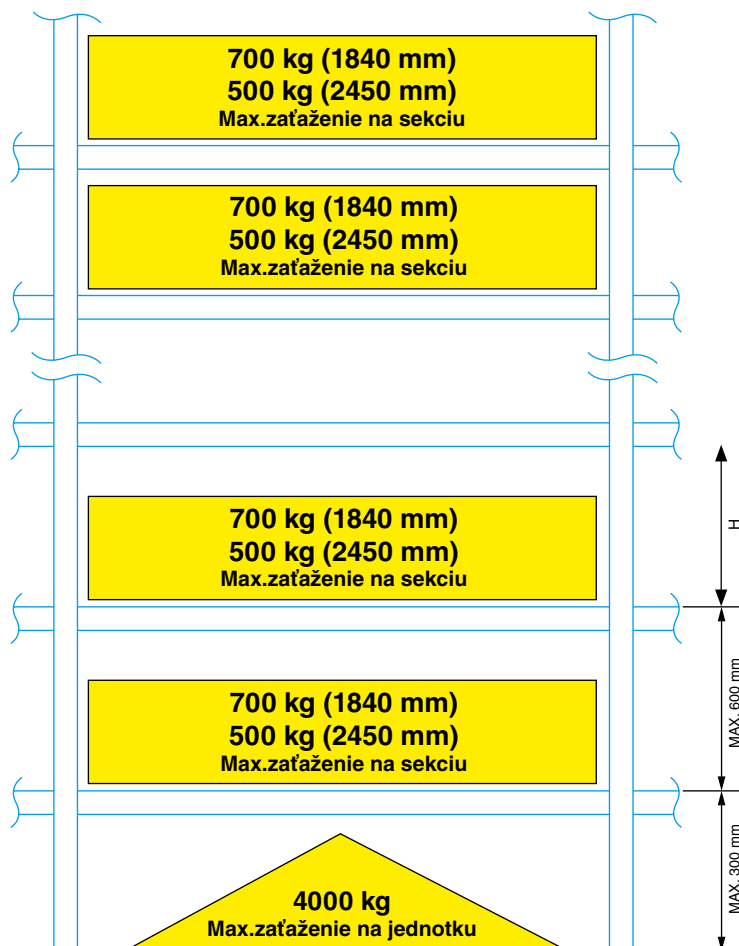 700 kg (1840 mm)
500 kg (2450 mm)
Max.zaťaženie na sekciu
700 kg (1840 mm)
500 kg (2450 mm)
Max.zaťaženie na sekciu
H
700 kg (1840 mm)
500 kg (2450 mm)
Max.zaťaženie na sekciu
MAX. 600 mm
700 kg (1840 mm)
500 kg (2450 mm)
Max.zaťaženie na sekciu
MAX. 300 mm
4000 kg
Max.zaťaženie na jednotku